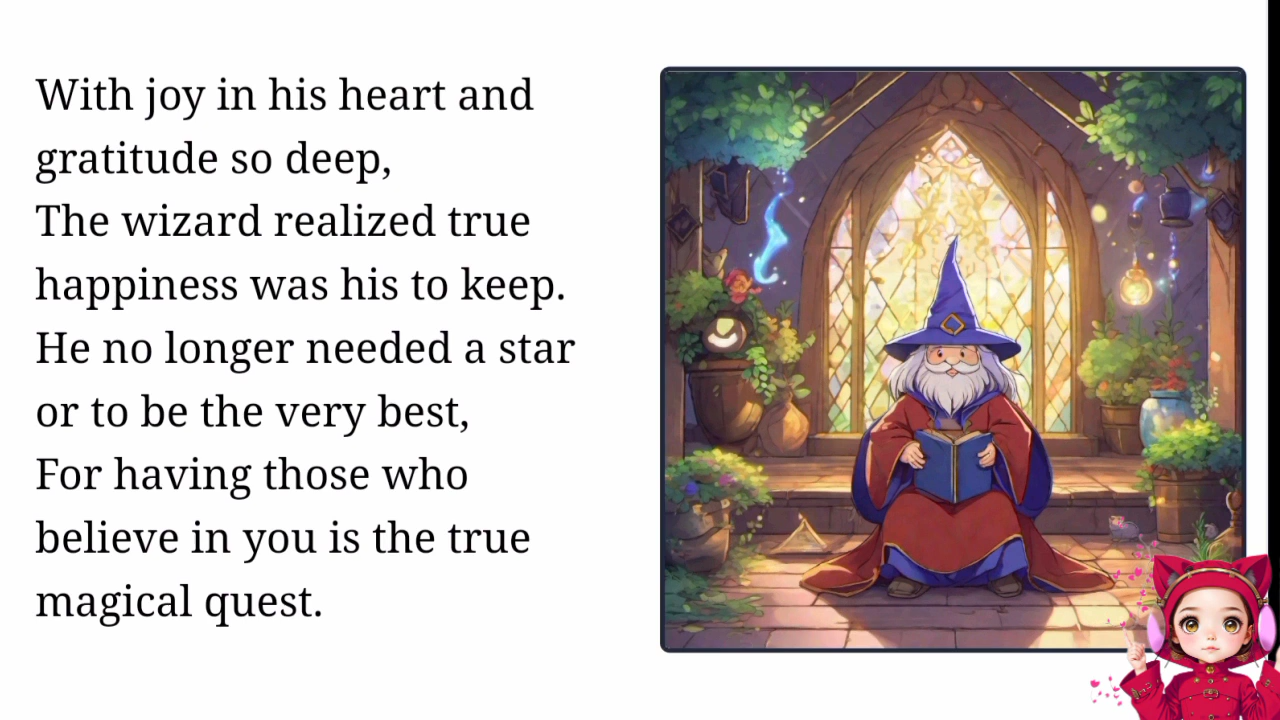 With joy in his heart and
gratitude so deep,
The wizard realized true
happiness was his to keep.
He no longer needed a star
or to be the very best,
For having those who
believe in you is the true
magical quest.